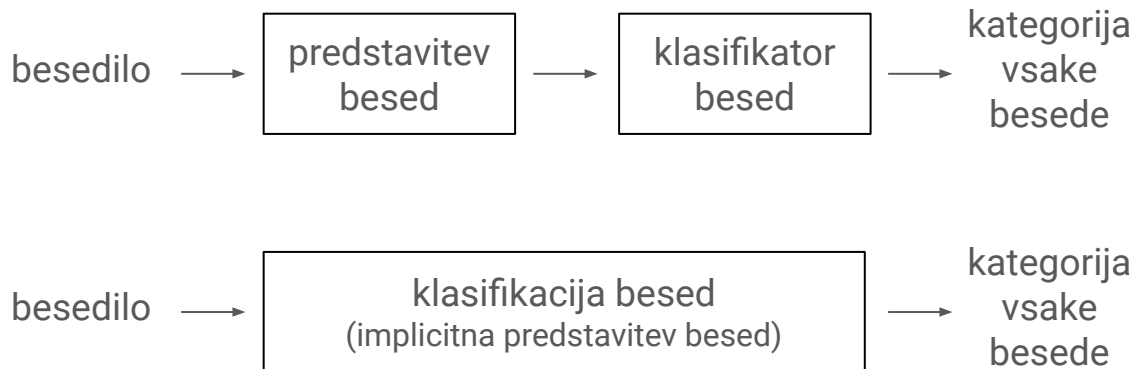 besedilo
predstavitev
besed
klasifikator
besed
kategorija
vsake
besede
besedilo
klasifikacija besed
(implicitna predstavitev besed)
kategorija
vsake
besede